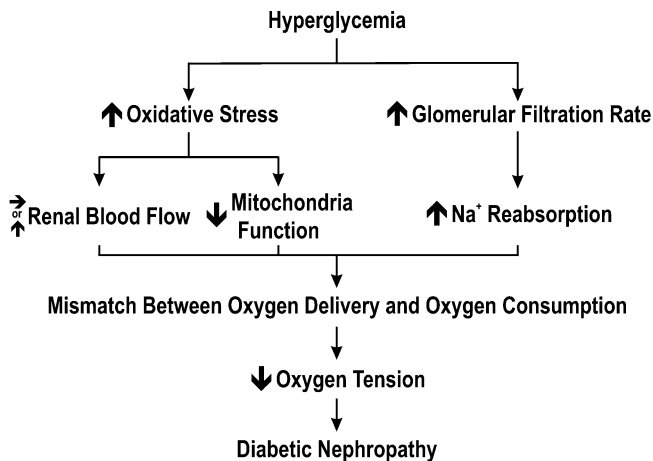 Hyperglycemia
↑ Oxidative Stress
↑ Glomerular Filtration Rate
→ or ↑ Renal Blood Flow
↓ Mitochondria
Function
↑ Na⁺ Reabsorption
Mismatch Between Oxygen Delivery and Oxygen Consumption
↓ Oxygen Tension
Diabetic Nephropathy